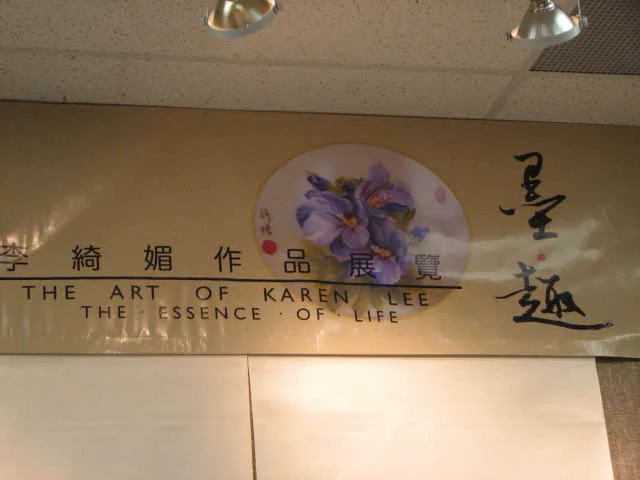 李綺媚作品展覽
THE ART OF KAREN LEE
THE · ESSENCE · OF · LIFE
墨趣